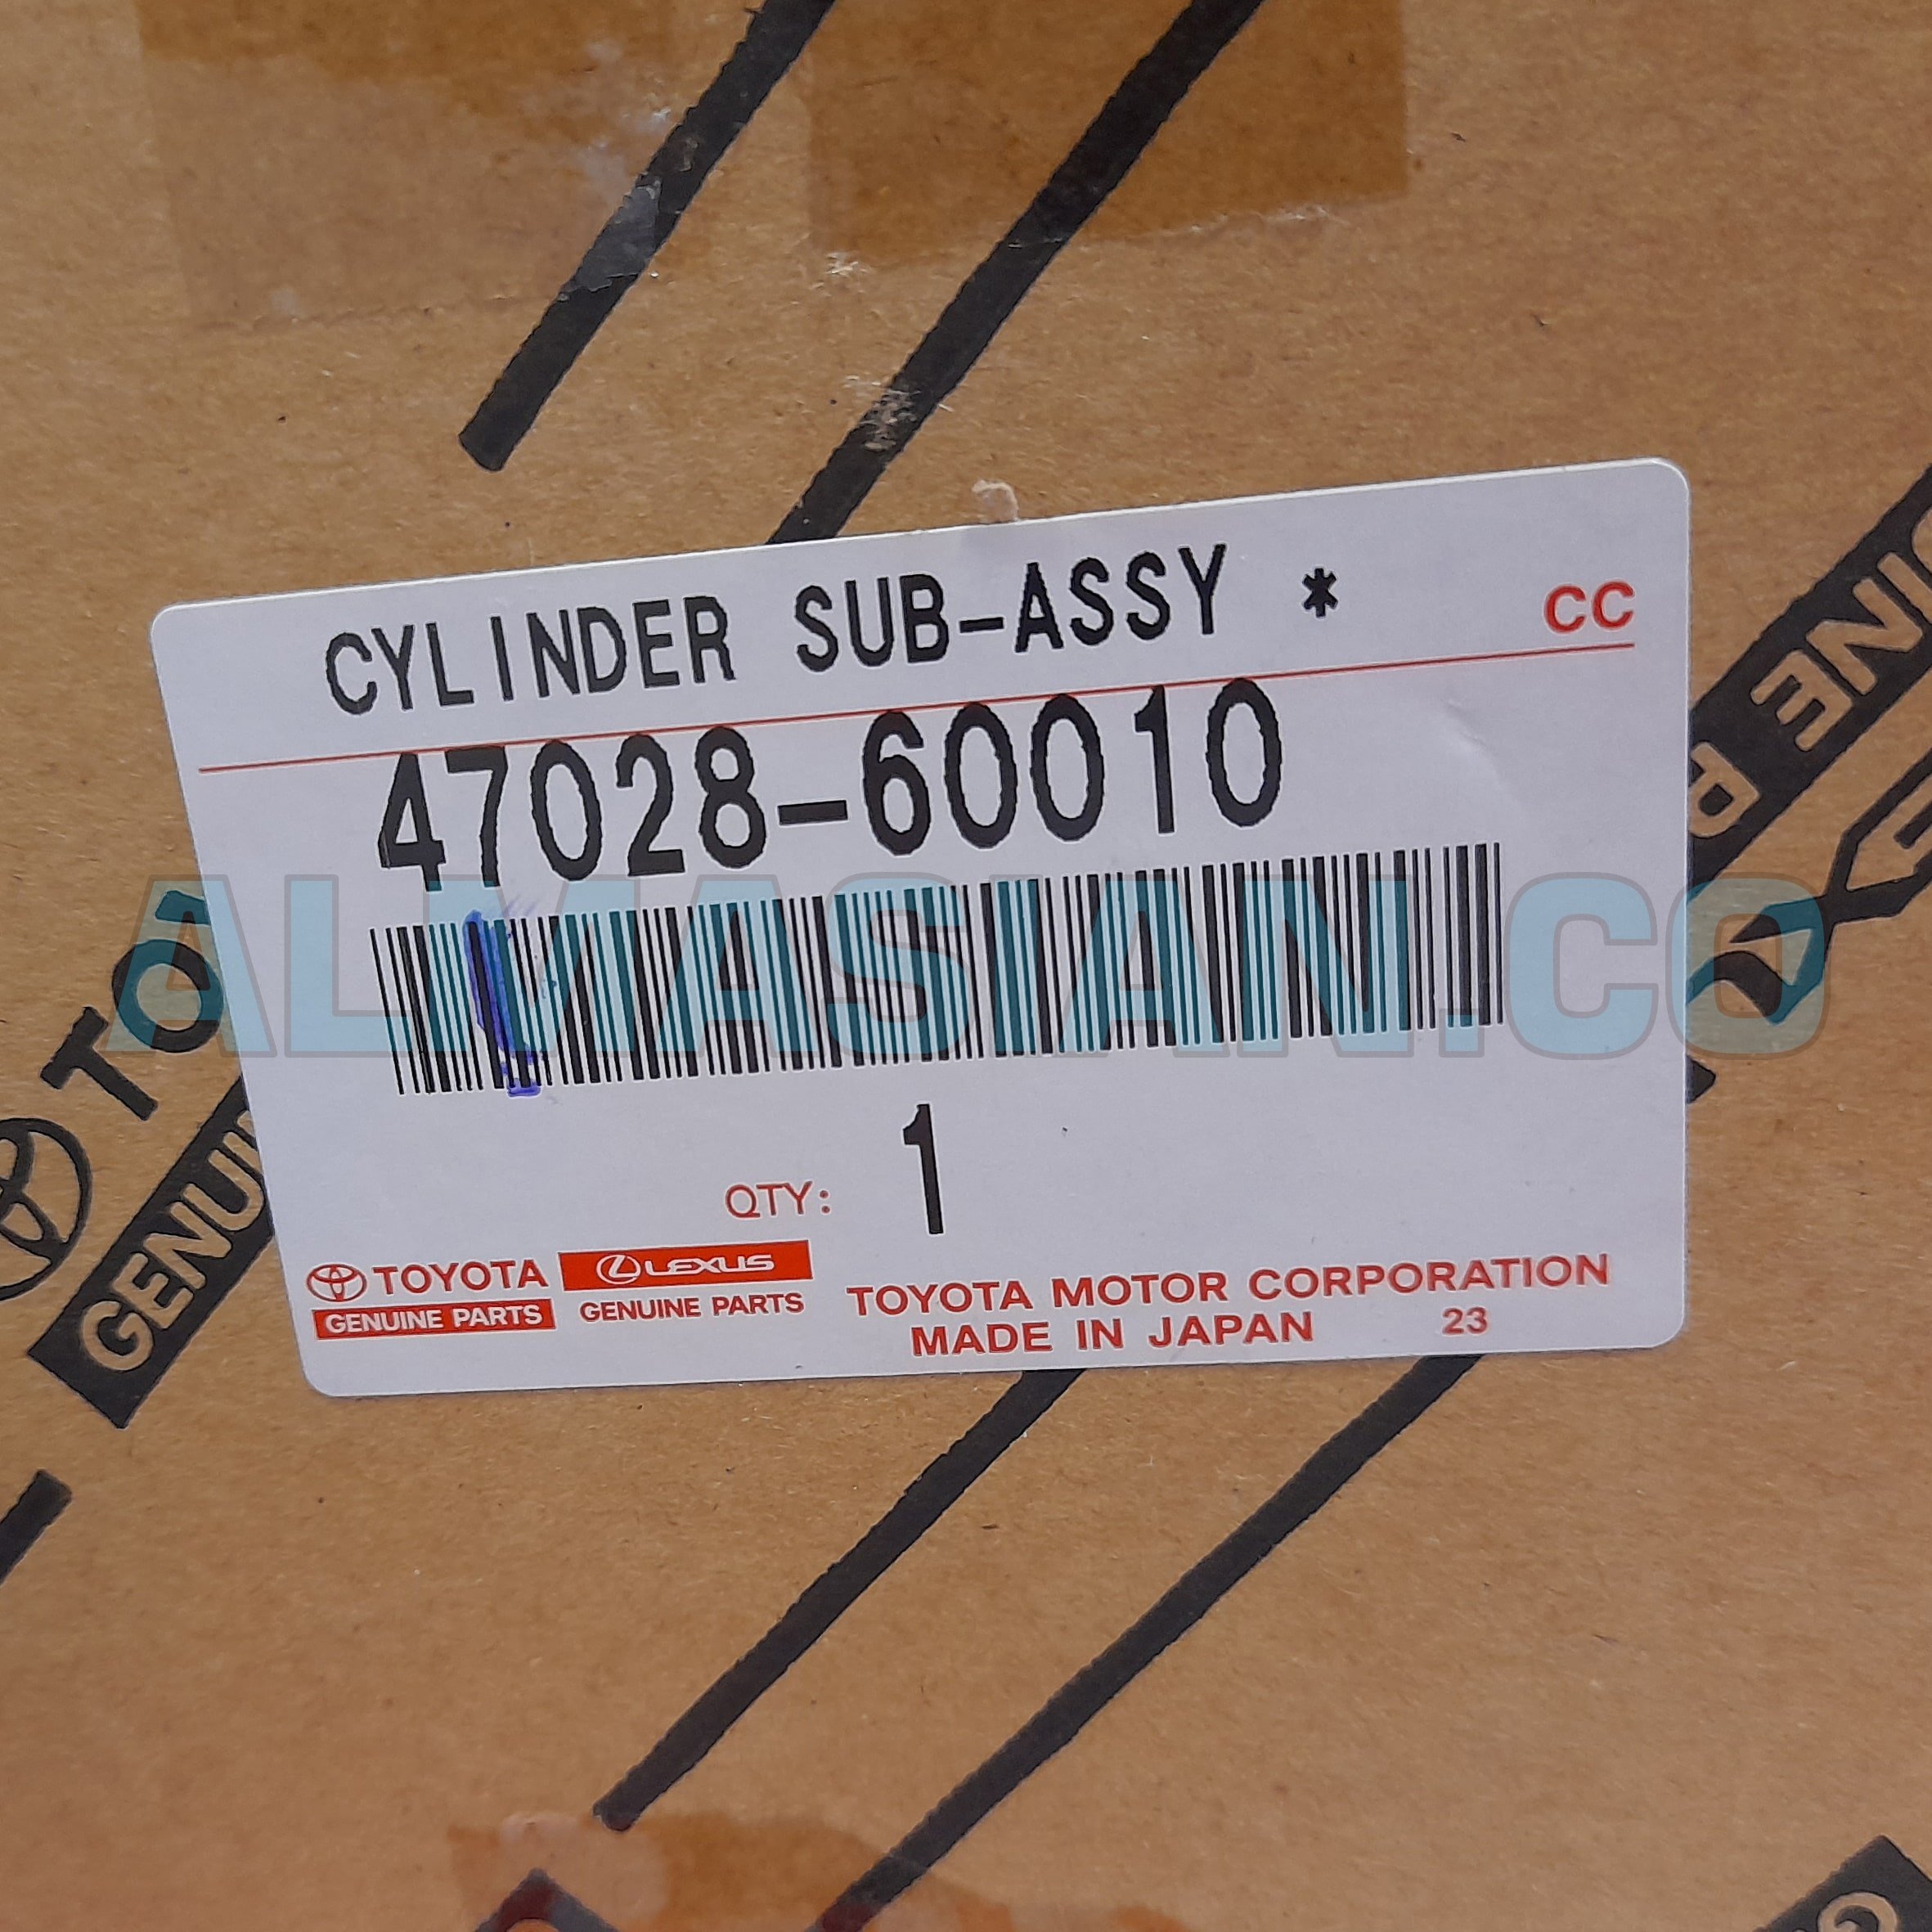 CYLINDER SUB-ASSY *
CC
47028-60010
ALMASIAN.CO
QTY: 1
TOYOTA
GENUINE PARTS
LEXUS
GENUINE PARTS
TOYOTA MOTOR CORPORATION
MADE IN JAPAN 23